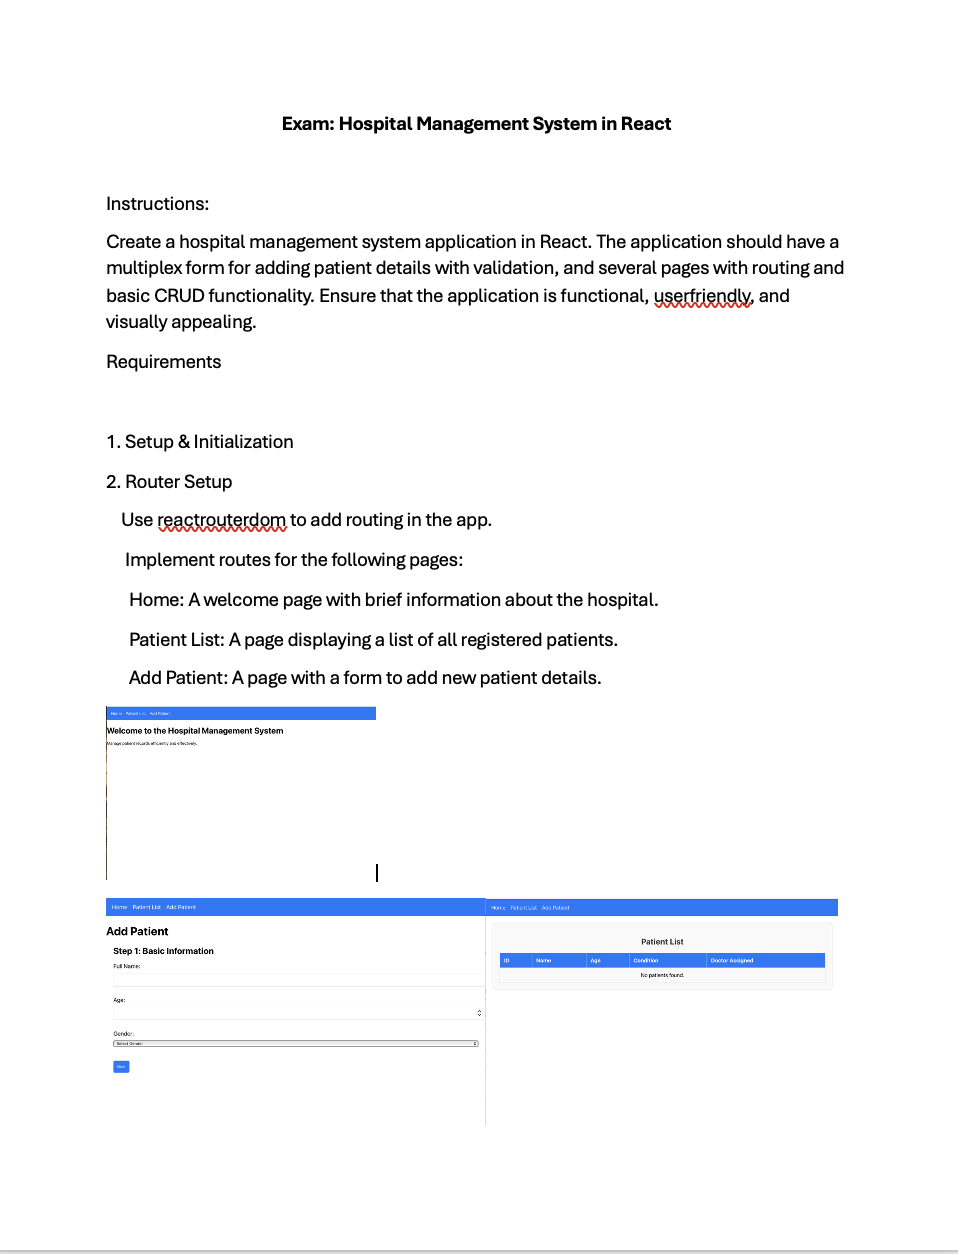 Exam: Hospital Management System in React
Instructions:
Create a hospital management system application in React. The application should have a
multiplex form for adding patient details with validation, and several pages with routing and
basic CRUD functionality. Ensure that the application is functional, userfriendly, and
visually appealing.
Requirements
1. Setup & Initialization
2. Router Setup
Use reactrouterdom to add routing in the app.
Implement routes for the following pages:
Home: A welcome page with brief information about the hospital.
Patient List: A page displaying a list of all registered patients.
Add Patient: A page with a form to add new patient details.
Home Patient List Add Patient
Welcome to the Hospital Management System
Manage patient records efficiently and effectively.
Home Patient List Add Patient
Add Patient
Step 1: Basic Information
Full Name:
Age:
Gender:
Select Gender
Next
Home Patient List Add Patient
Patient List
ID Name Age Condition Doctor Assigned
No patients found.